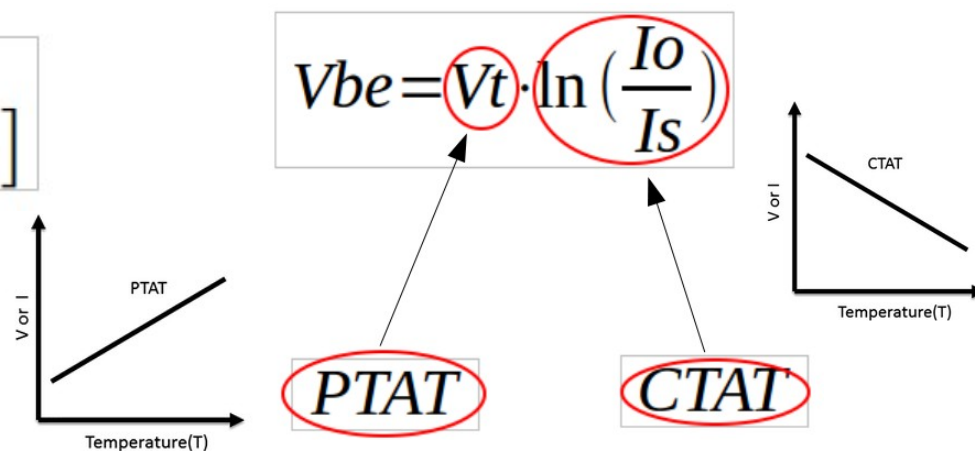 Vbe=Vt·ln(Io/Is)
]
CTAT
V or I
Temperature(T)
PTAT
V or I
Temperature(T)
PTAT
CTAT